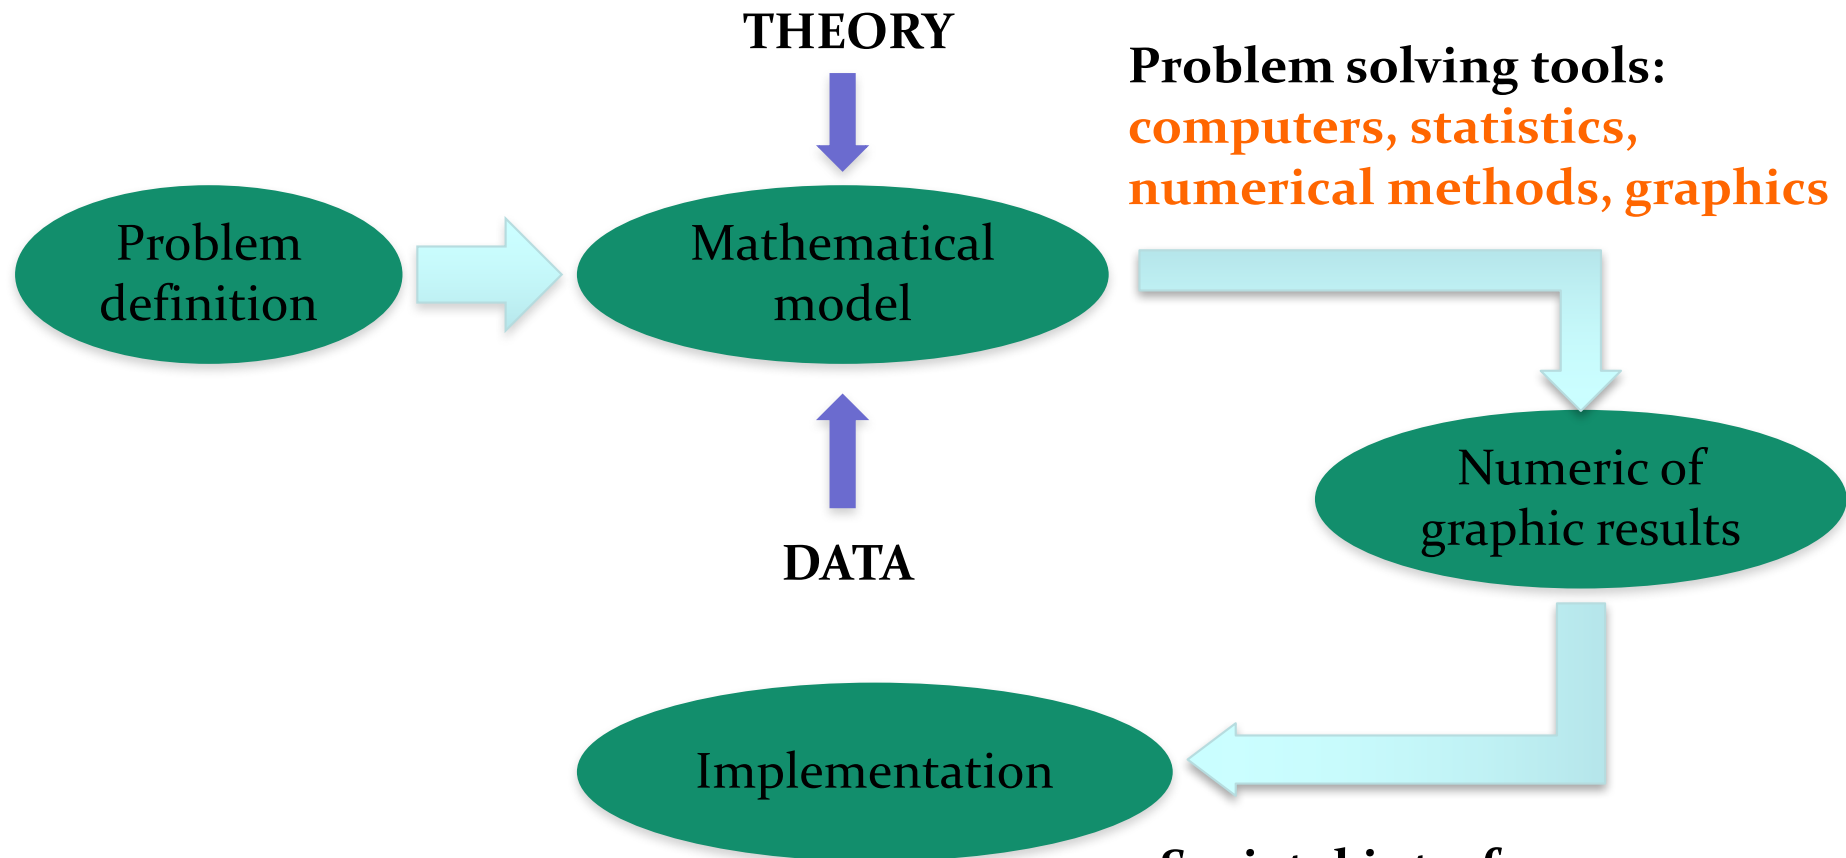 THEORY
Problem solving tools:
computers, statistics,
numerical methods, graphics
Problem
definition
Mathematical
model
Numeric of
graphic results
DATA
Implementation